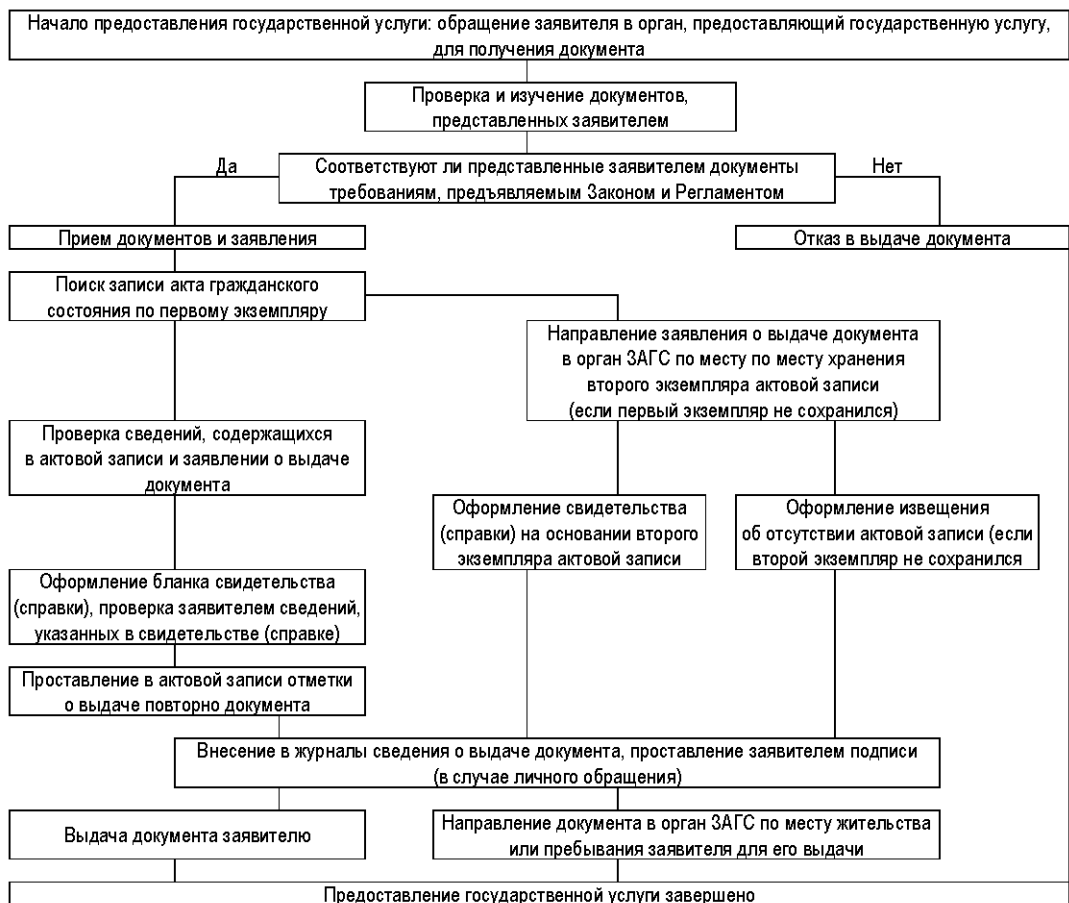 Начало предоставления государственной услуги: обращение заявителя в орган, предоставляющий государственную услугу,
для получения документа
Проверка и изучение документов,
представленных заявителем
Да
Соответствуют ли представленные заявителем документы
требованиям, предъявляемым Законом и Регламентом
Нет
Прием документов и заявления
Отказ в выдаче документа
Поиск записи акта гражданского
состояния по первому экземпляру
Направление заявления о выдаче документа
в орган ЗАГС по месту по месту хранения
второго экземпляра актовой записи
(если первый экземпляр не сохранился)
Проверка сведений, содержащихся
в актовой записи и заявлении о выдаче
документа
Оформление свидетельства
(справки) на основании второго
экземпляра актовой записи
Оформление извещения
об отсутствии актовой записи (если
второй экземпляр не сохранился
Оформление бланка свидетельства
(справки), проверка заявителем сведений,
указанных в свидетельстве (справке)
Проставление в актовой записи отметки
о выдаче повторно документа
Внесение в журналы сведения о выдаче документа, проставление заявителем подписи
(в случае личного обращения)
Выдача документа заявителю
Направление документа в орган ЗАГС по месту жительства
или пребывания заявителя для его выдачи
Предоставление государственной услуги завершено